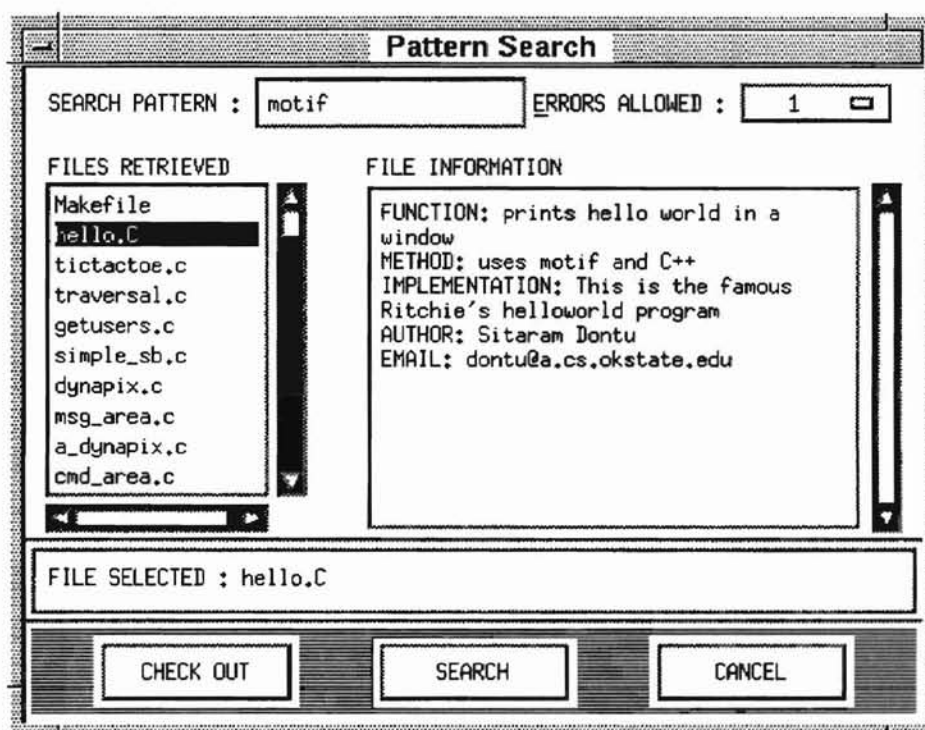 Pattern Search
SEARCH PATTERN : motif ERRORS ALLOWED : 1
FILES RETRIEVED
Makefile
hello.C
tictactoe.c
traversal.c
getusers.c
simple_sb.c
dynapix.c
msg_area.c
a_dynapix.c
cmd_area.c
FILE INFORMATION
FUNCTION: prints hello world in a
window
METHOD: uses motif and C++
IMPLEMENTATION: This is the famous
Ritchie's helloworld program
AUTHOR: Sitaram Dontu
EMAIL: dontu@a.cs.okstate.edu
FILE SELECTED : hello.C
CHECK OUT SEARCH CANCEL